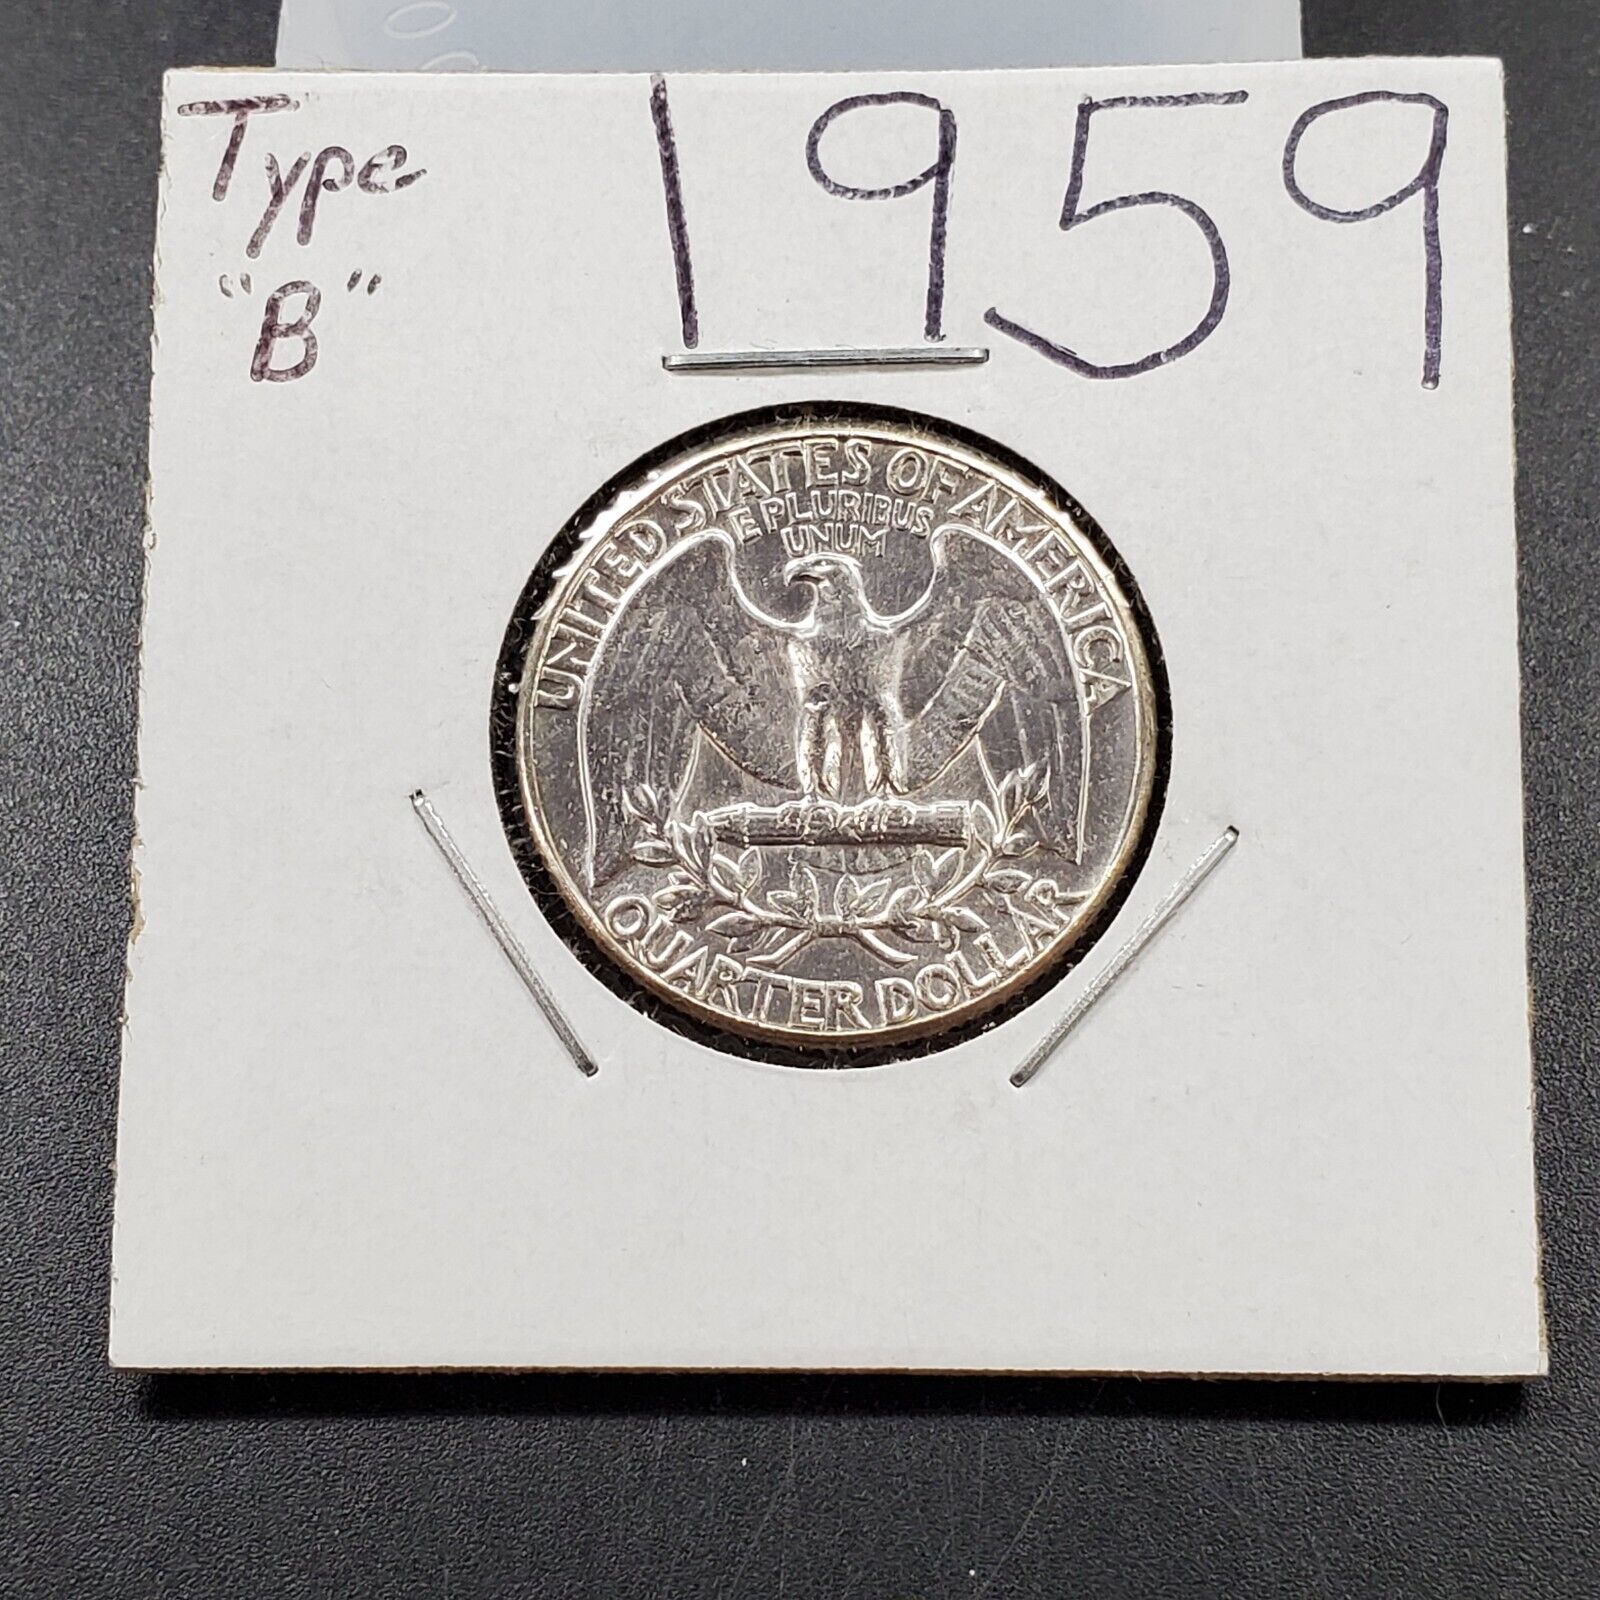 Type
"B"
1959
UNITED STATES OF AMERICA
E PLURIBUS
UNUM
QUARTER DOLLAR